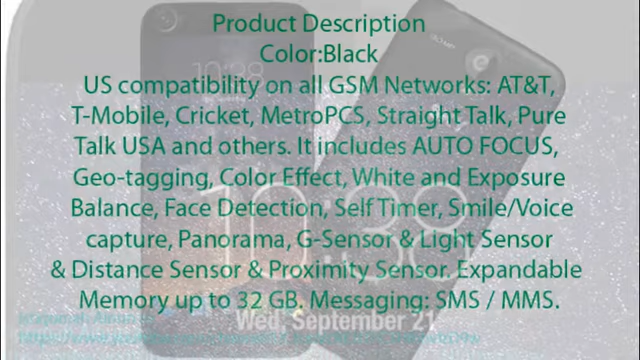 Product Description
Color:Black
US compatibility on all GSM Networks: AT&T,
T-Mobile, Cricket, MetroPCS, Straight Talk, Pure
Talk USA and others. It includes AUTO FOCUS,
Geo-tagging, Color Effect, White and Exposure
Balance, Face Detection, Self Timer, Smile/Voice
capture, Panorama, G-Sensor & Light Sensor
& Distance Sensor & Proximity Sensor. Expandable
Memory up to 32 GB. Messaging: SMS / MMS.
10:38
Wed, September 21